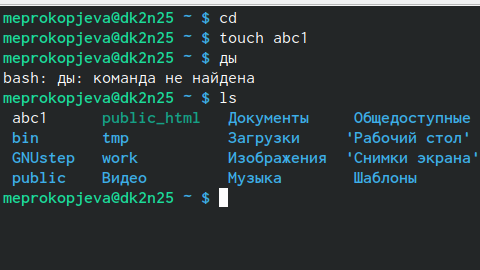 meprokopjeva@dk2n25 ~ $ cd
meprokopjeva@dk2n25 ~ $ touch abc1
meprokopjeva@dk2n25 ~ $ ды
bash: ды: команда не найдена
meprokopjeva@dk2n25 ~ $ ls
abc1 public_html Документы Общедоступные
bin tmp Загрузки 'Рабочий стол'
GNUstep work Изображения 'Снимки экрана'
public Видео Музыка Шаблоны
meprokopjeva@dk2n25 ~ $